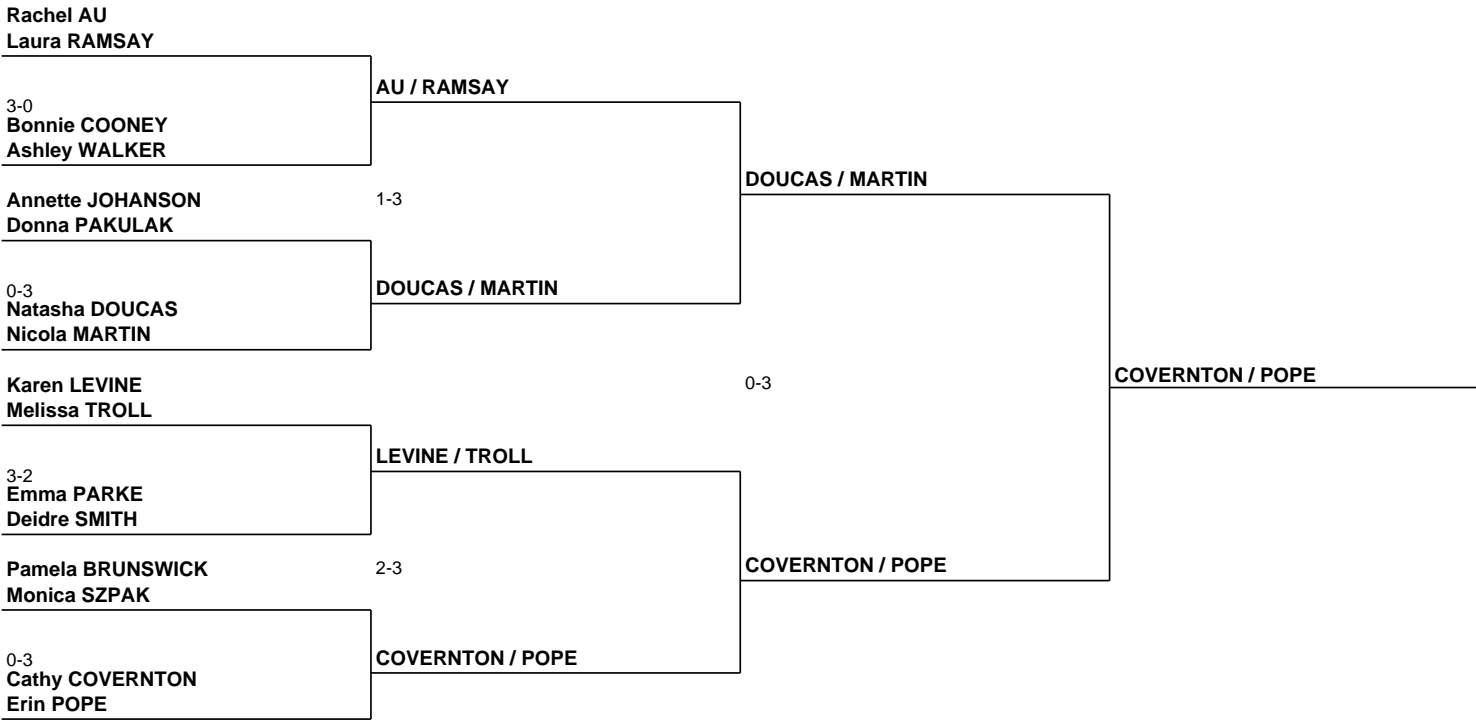 Rachel AU
Laura RAMSAY
AU / RAMSAY
3-0
Bonnie COONEY
Ashley WALKER
DOUCAS / MARTIN
Annette JOHANSON
1-3
Donna PAKULAK
DOUCAS / MARTIN
0-3
Natasha DOUCAS
Nicola MARTIN
COVERNTON / POPE
Karen LEVINE
0-3
Melissa TROLL
LEVINE / TROLL
3-2
Emma PARKE
Deidre SMITH
COVERNTON / POPE
Pamela BRUNSWICK
2-3
Monica SZPAK
COVERNTON / POPE
0-3
Cathy COVERNTON
Erin POPE